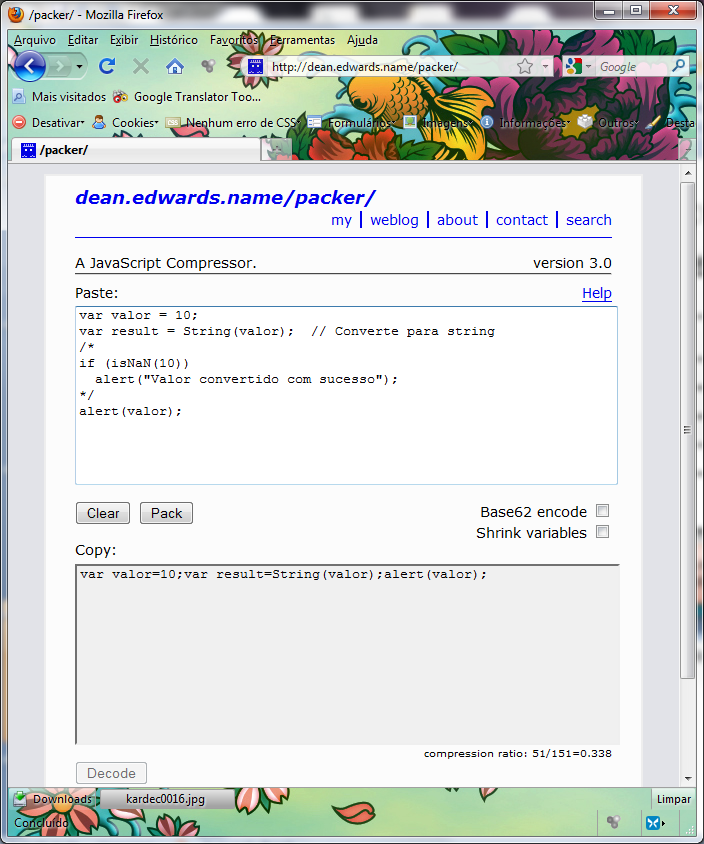 /packer/ - Mozilla Firefox
Arquivo Editar Exibir Histórico Favoritos Ferramentas Ajuda
http://dean.edwards.name/packer/ Google
Mais visitados Google Translator Too...
Desativar Cookies Nenhum erro de CSS Formulários Imagens Informações Outros Desta
/packer/
dean.edwards.name/packer/
my | weblog | about | contact | search
A JavaScript Compressor. version 3.0
Paste: Help
var valor = 10;
var result = String(valor);  // Converte para string
/*
if (isNaN(10))
  alert("Valor convertido com sucesso");
*/
alert(valor);
Clear Pack Base62 encode
Shrink variables
Copy:
var valor=10;var result=String(valor);alert(valor);
compression ratio: 51/151=0.338
Decode
Downloads kardec0016.jpg Limpar
Concluído